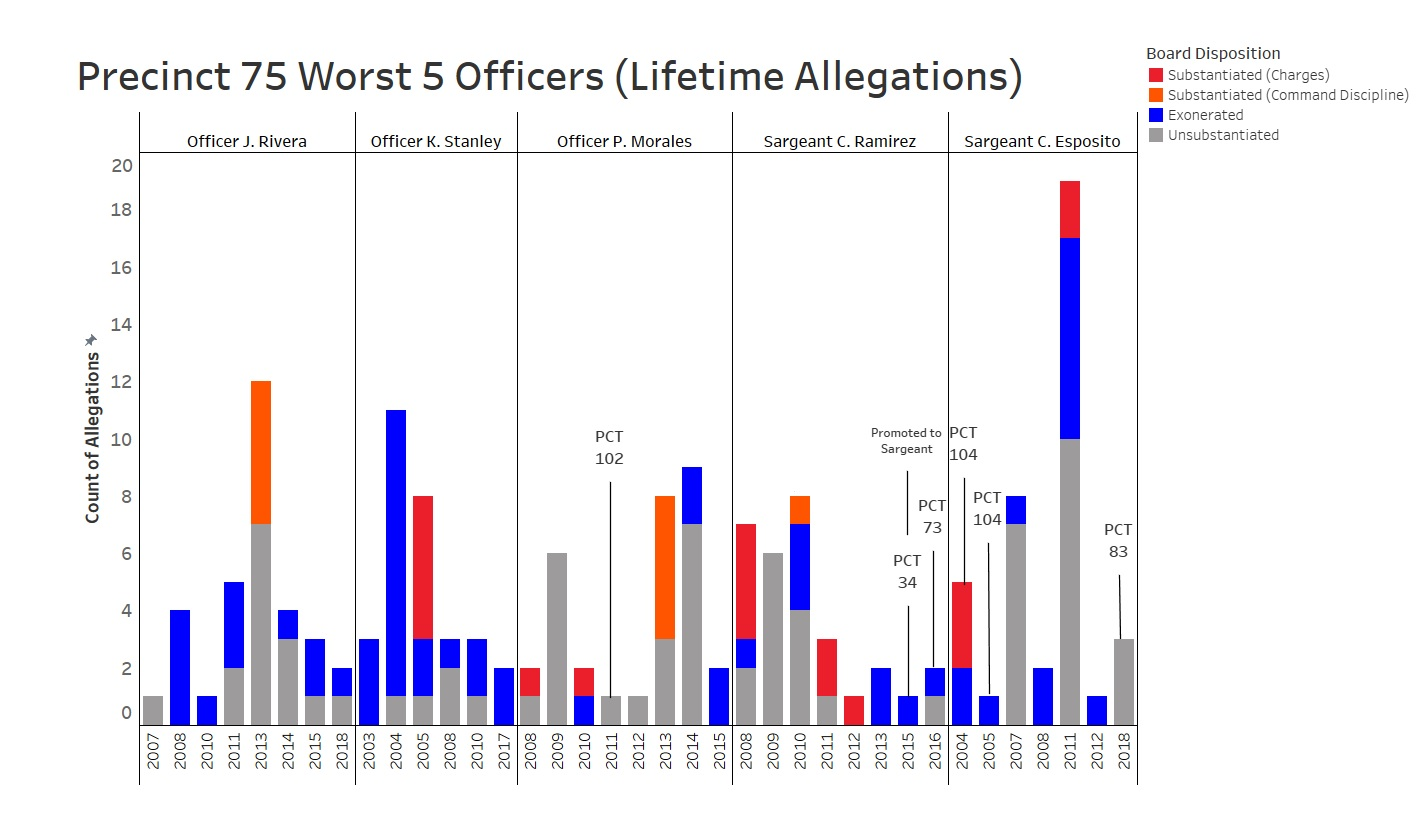 Precinct 75 Worst 5 Officers (Lifetime Allegations)
Board Disposition
Substantiated (Charges)
Substantiated (Command Discipline)
Exonerated
Unsubstantiated
Officer J. Rivera
Officer K. Stanley
Officer P. Morales
Sargeant C. Ramirez
Sargeant C. Esposito
Count of Allegations
20
18
16
14
12
10
8
6
4
2
0
PCT
102
Promoted to
Sargeant
PCT
34
PCT
73
PCT
104
PCT
104
PCT
83
2007 2008 2010 2011 2013 2014 2015 2018
2003 2004 2005 2008 2010 2017
2008 2009 2010 2011 2012 2013 2014 2015
2008 2009 2010 2011 2012 2013 2015 2016
2004 2005 2007 2008 2011 2012 2018